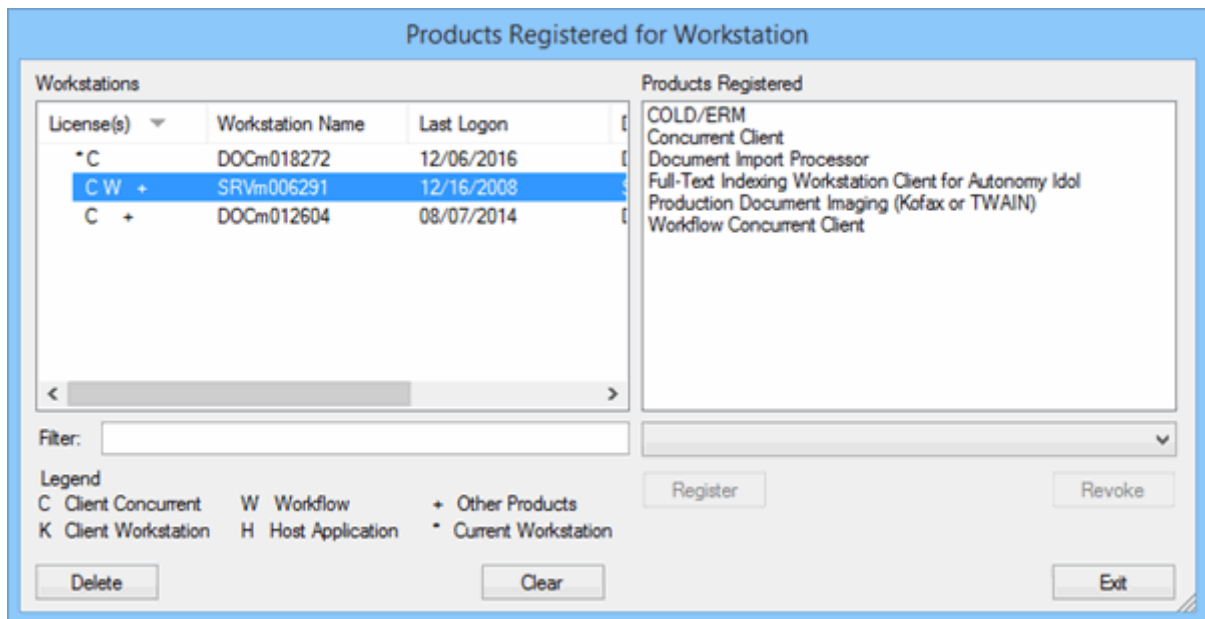 Products Registered for Workstation
Workstations
License(s) Workstation Name Last Logon
*C DOCm018272 12/06/2016
C W + SRVm006291 12/16/2008
C + DOCm012604 08/07/2014
Filter:
Legend
C Client Concurrent W Workflow + Other Products
K Client Workstation H Host Application * Current Workstation
Delete Clear
Products Registered
COLD/ERM
Concurrent Client
Document Import Processor
Full-Text Indexing Workstation Client for Autonomy Idol
Production Document Imaging (Kofax or TWAIN)
Workflow Concurrent Client
Register Revoke
Exit